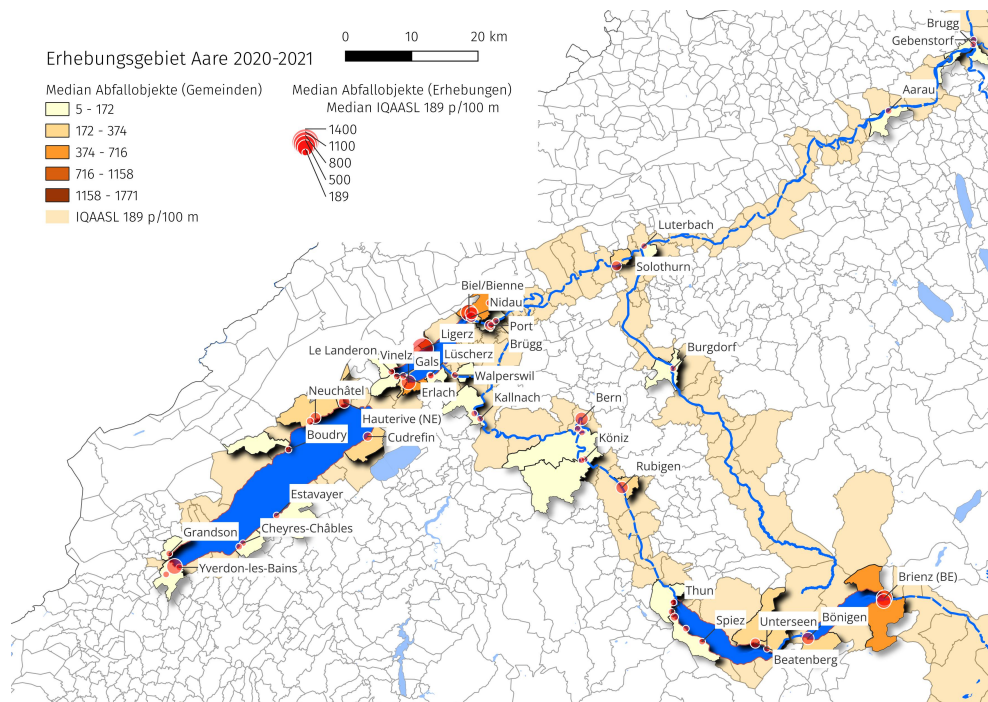 Erhebungsgebiet Aare 2020-2021
0 10 20 km
Median Abfallobjekte (Gemeinden)
5 - 172
172 - 374
374 - 716
716 - 1158
1158 - 1771
IQAASL 189 p/100 m
Median Abfallobjekte (Erhebungen)
Median IQAASL 189 p/100 m
1400
1100
800
500
189
Brugg
Gebenstorf
Aarau
Luterbach
Solothurn
Biel/Bienne
Nidau
Port
Ligerz
Brügg
Le Landeron
Vinelz
Lüscherz
Gals
Burgdorf
Walperswil
Erlach
Neuchâtel
Kallnach
Bern
Hauterive (NE)
Boudry
Cudrefin
Köniz
Rubigen
Estavayer
Grandson
Cheyres-Châbles
Yverdon-les-Bains
Brienz (BE)
Thun
Spiez
Unterseen
Bönigen
Beatenberg